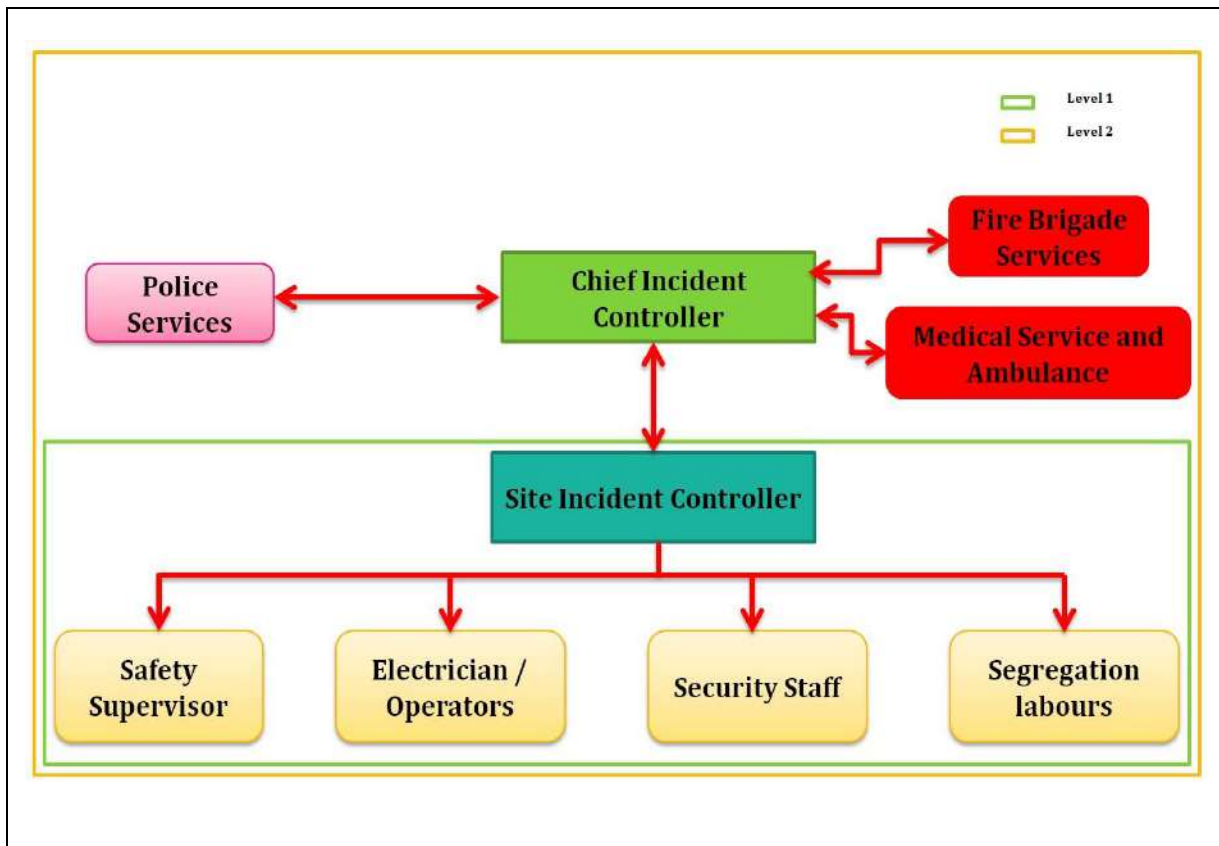 Level 1
Level 2
Fire Brigade
Services
Police
Services
Chief Incident
Controller
Medical Service and
Ambulance
Site Incident Controller
Safety
Supervisor
Electrician /
Operators
Security Staff
Segregation
labours